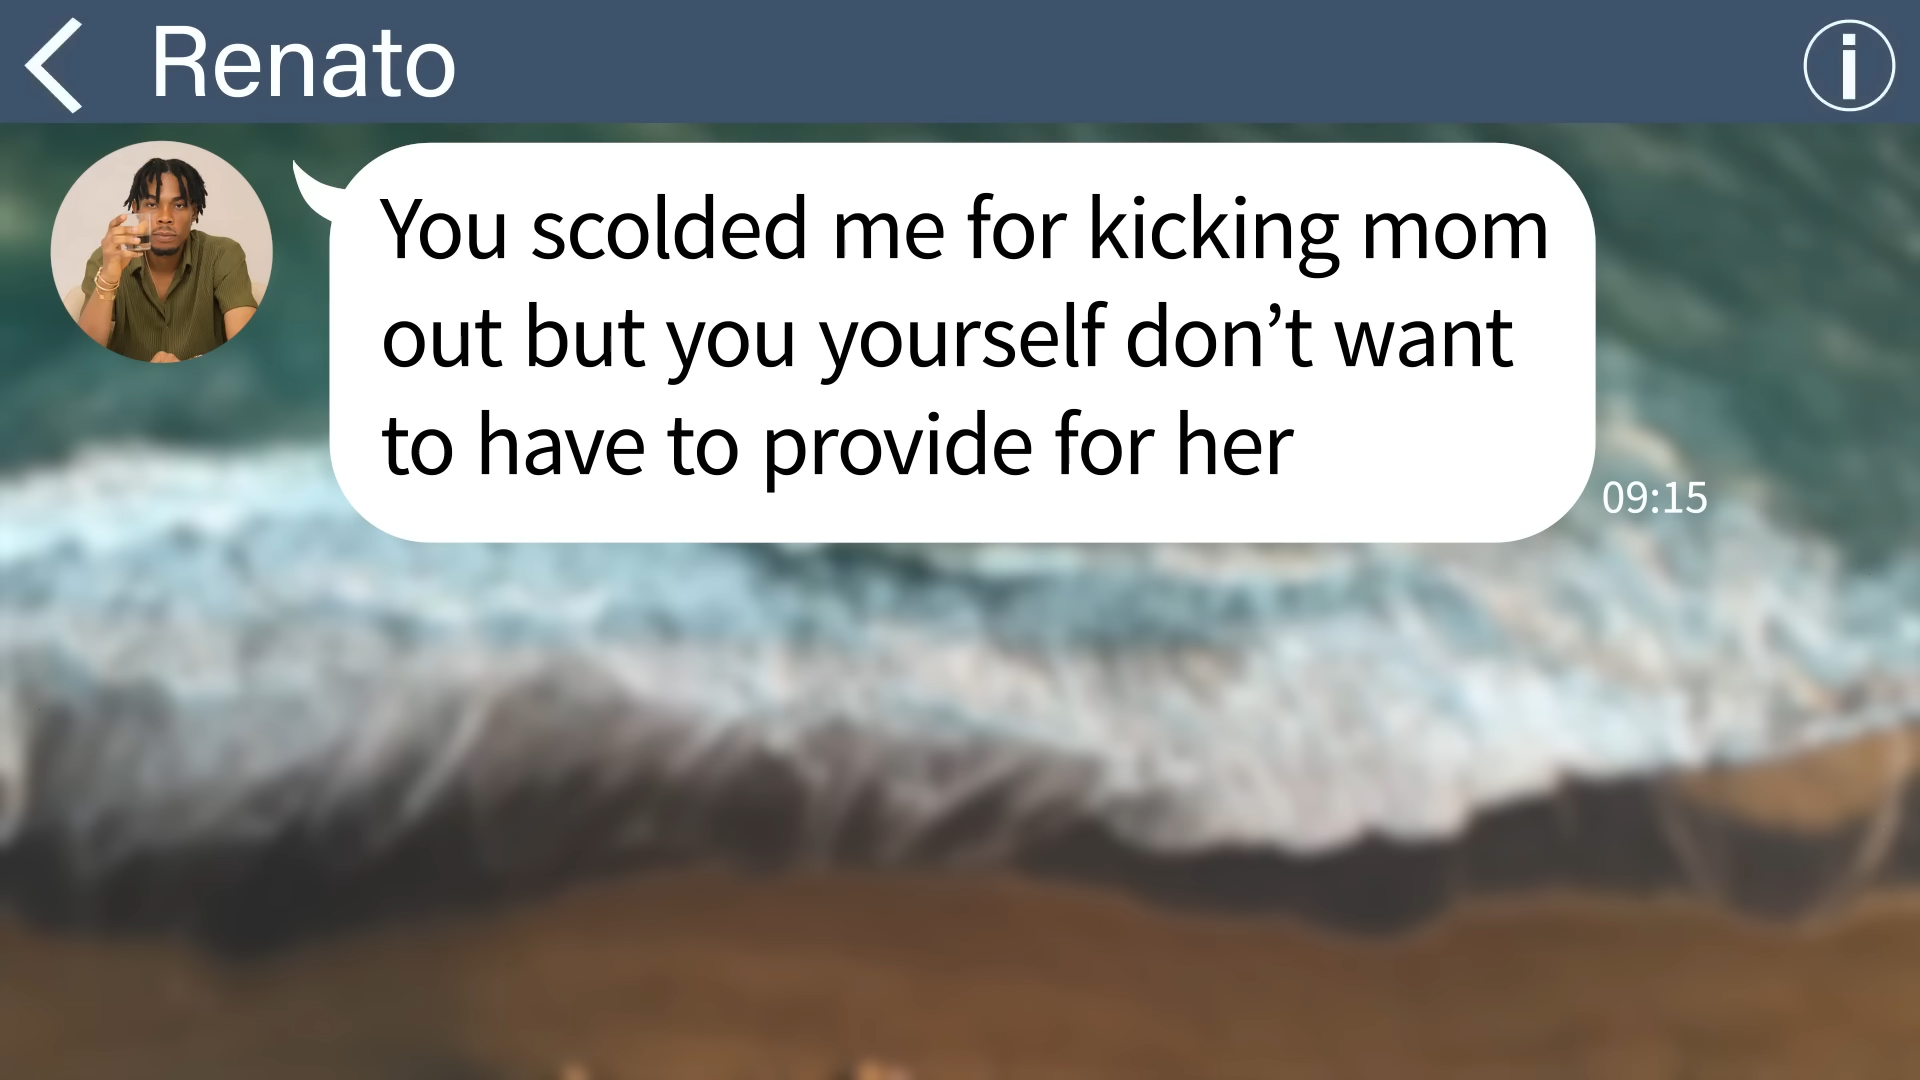 Renato
You scolded me for kicking mom
out but you yourself don’t want
to have to provide for her
09:15